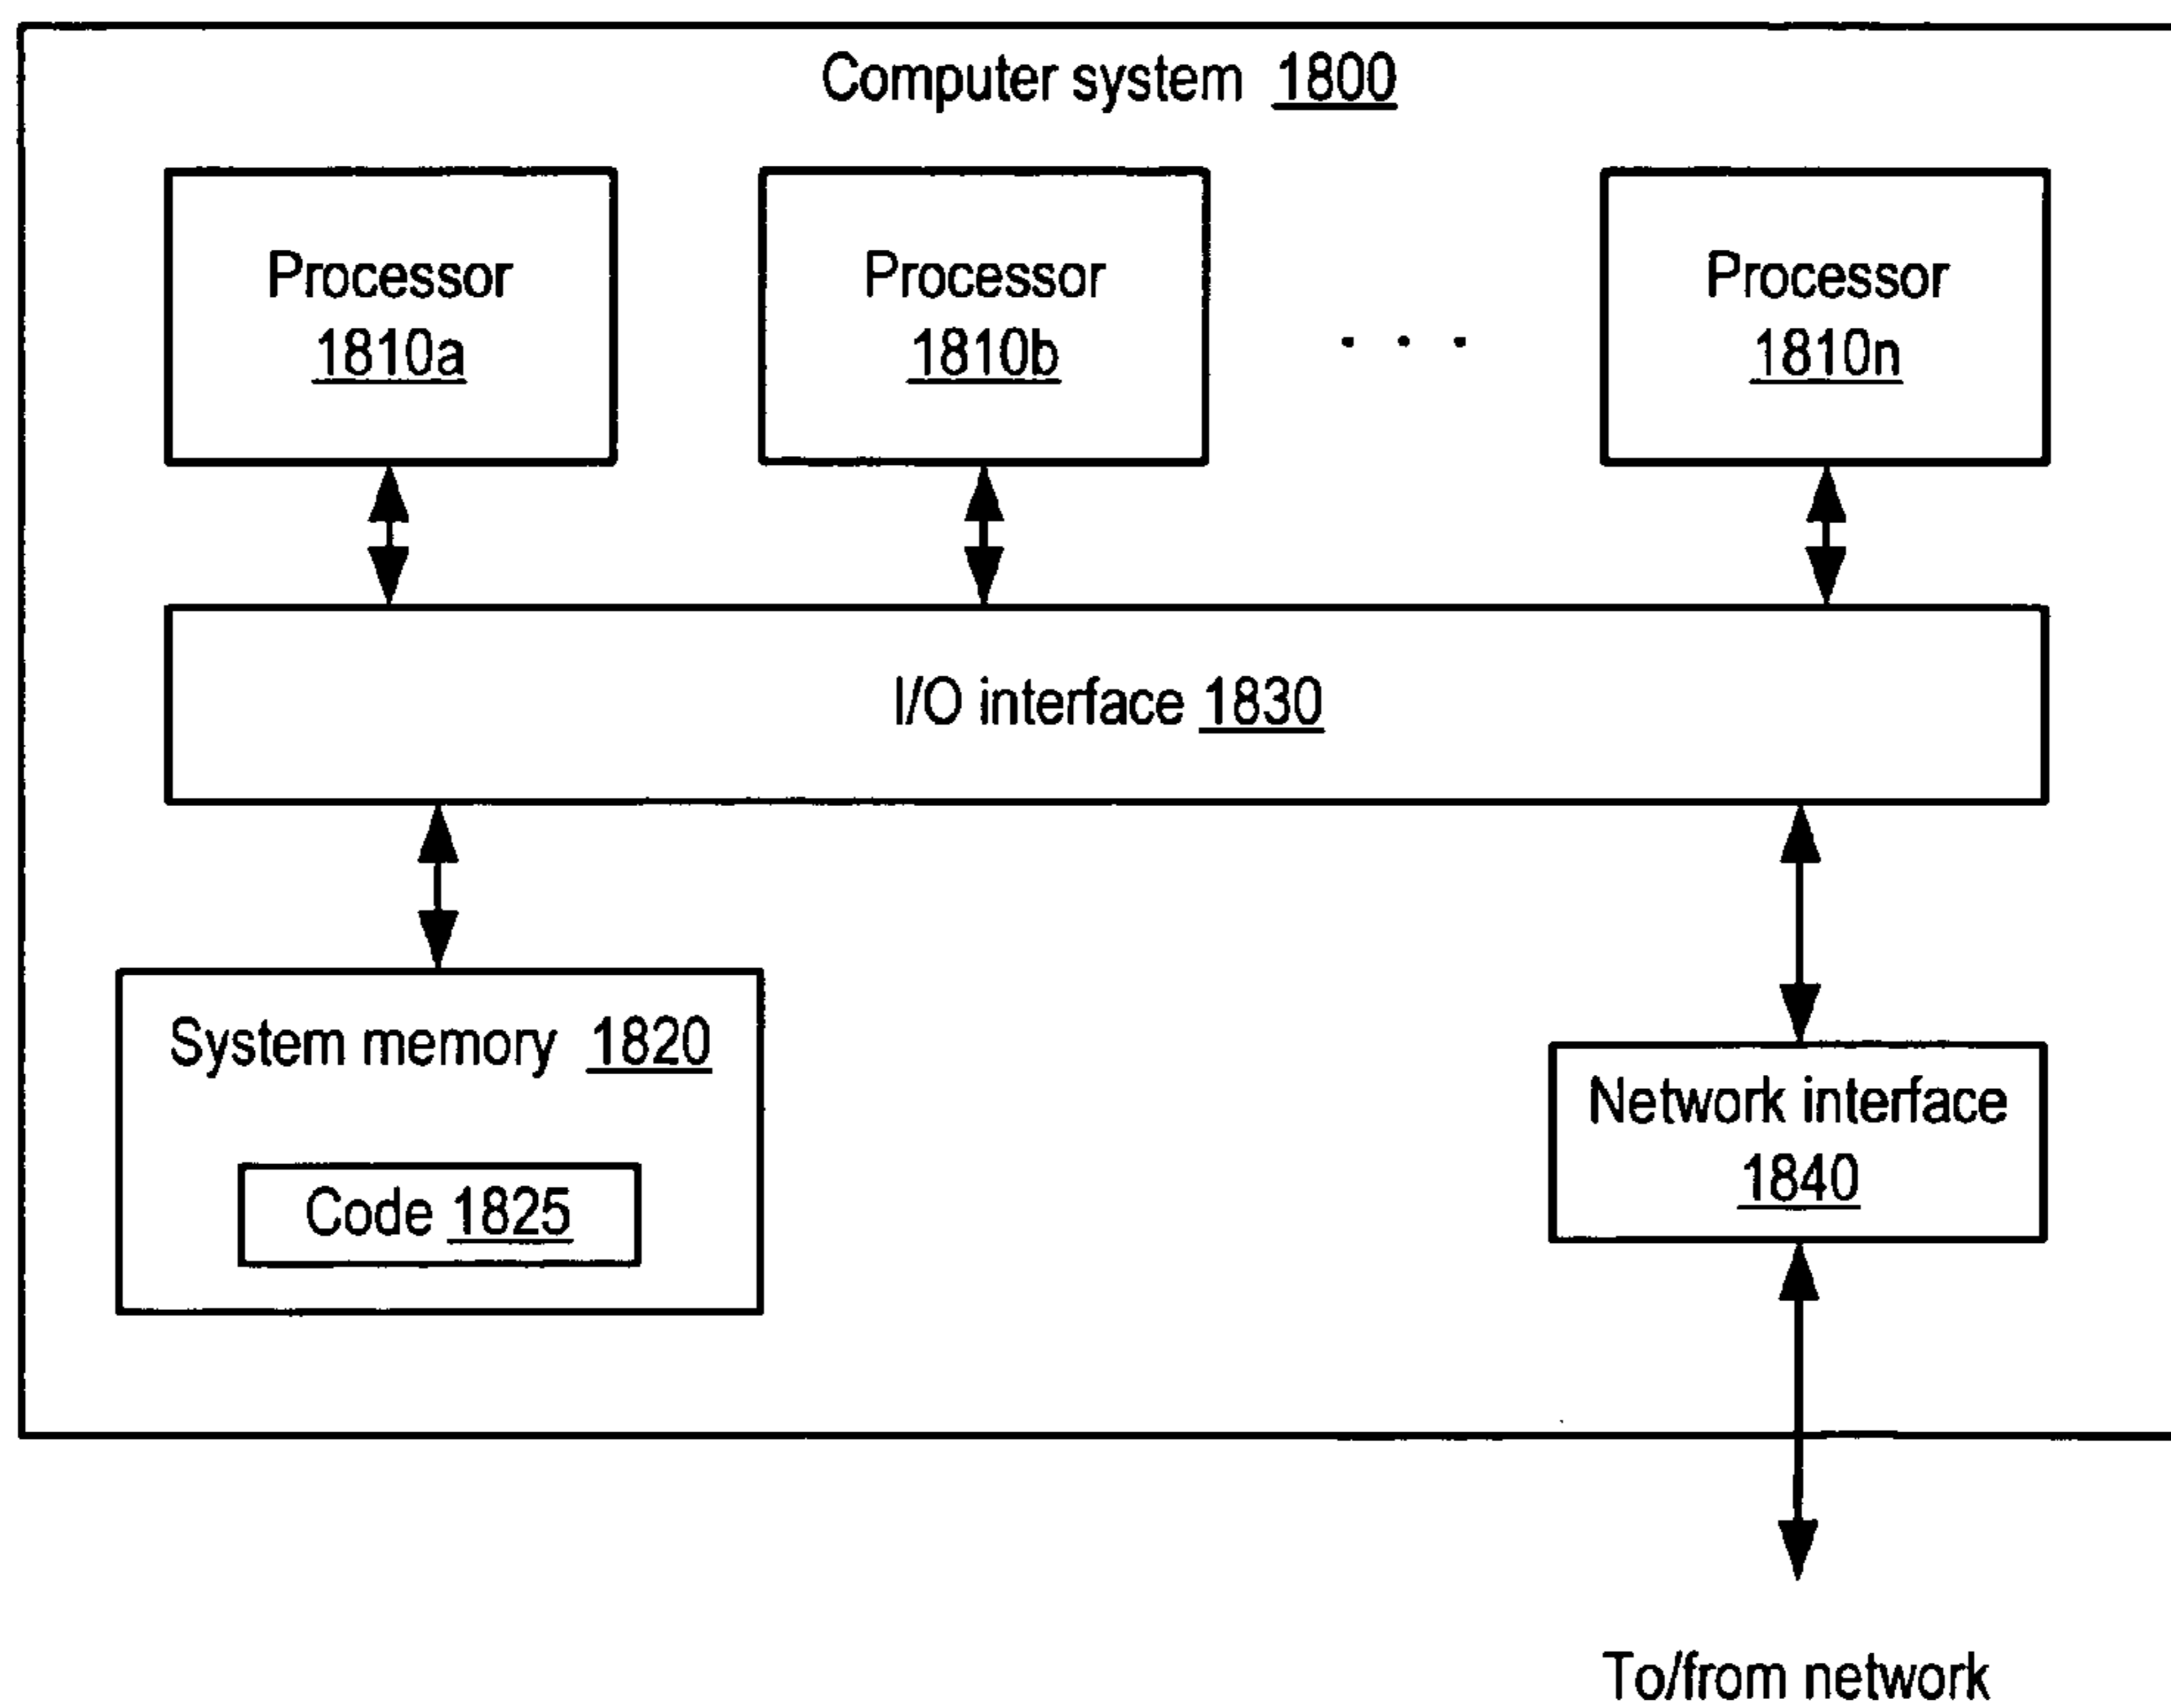 Computer system 1800
Processor
1810a
Processor
1810b
. . .
Processor
1810n
I/O interface 1830
System memory 1820
Code 1825
Network interface
1840
To/from network